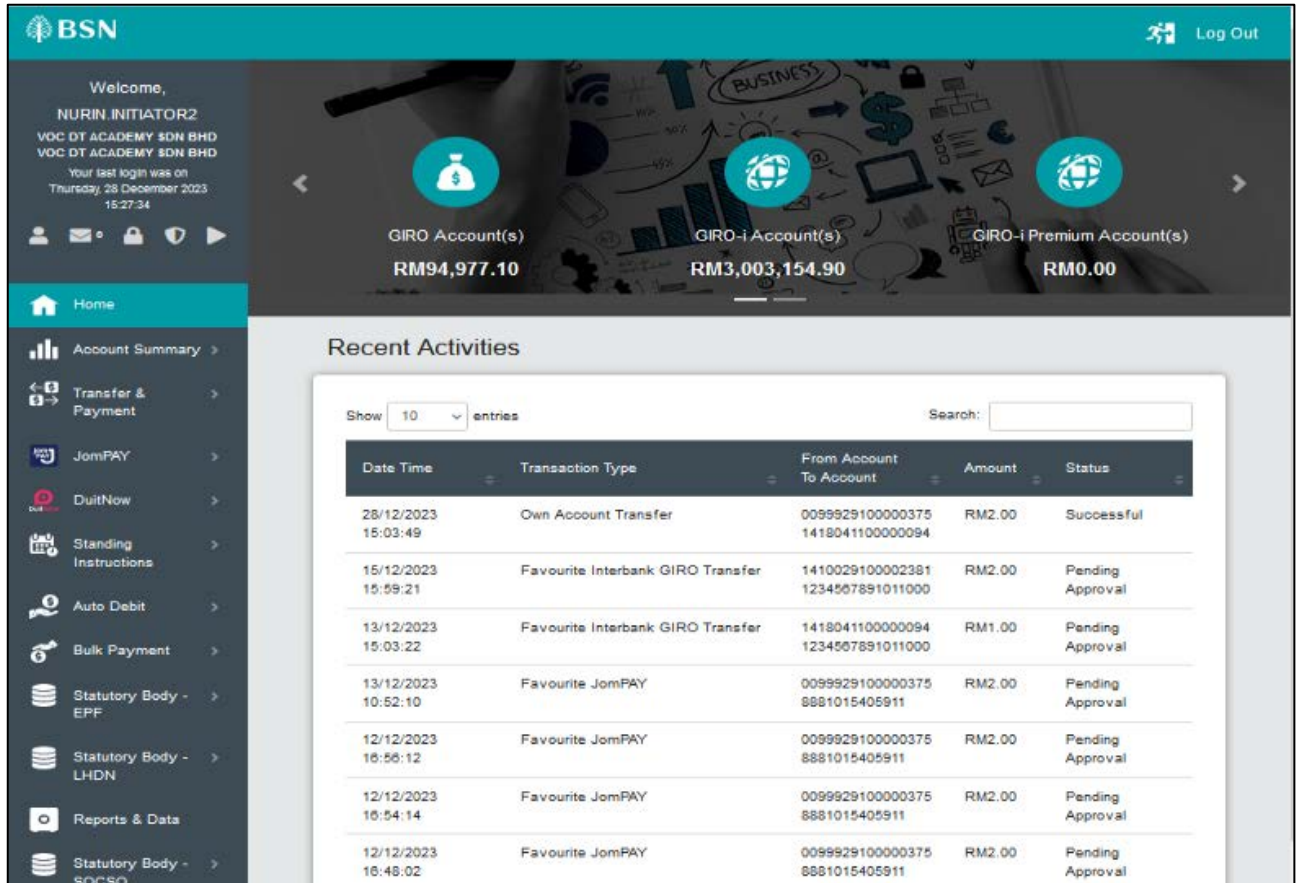 BSN
Log Out
Welcome,
NURIN.INITIATOR2
VOC DT ACADEMY SDN BHD
VOC DT ACADEMY SDN BHD
Your last login was on
Thursday, 28 December 2023
15:27:34
BUSINESS
GIRO Account(s)
RM94,977.10
GIRO-i Account(s)
RM3,003,154.90
GIRO-i Premium Account(s)
RM0.00
Home
Account Summary
Transfer &
Payment
JomPAY
DuitNow
Standing
Instructions
Auto Debit
Bulk Payment
Statutory Body -
EPF
Statutory Body -
LHDN
Reports & Data
Statutory Body -
SOCSO
Recent Activities
Show 10 entries
Search:
Date Time Transaction Type From Account To Account Amount Status
28/12/2023 Own Account Transfer 0099929100000375 RM2.00 Successful
15:03:49 1418041100000094
15/12/2023 Favourite Interbank GIRO Transfer 1410029100002381 RM2.00 Pending
15:59:21 1234567891011000 Approval
13/12/2023 Favourite Interbank GIRO Transfer 1418041100000094 RM1.00 Pending
15:03:22 1234567891011000 Approval
13/12/2023 Favourite JomPAY 0099929100000375 RM2.00 Pending
10:52:10 8881015405911 Approval
12/12/2023 Favourite JomPAY 0099929100000375 RM2.00 Pending
16:56:12 8881015405911 Approval
12/12/2023 Favourite JomPAY 0099929100000375 RM2.00 Pending
16:54:14 8881015405911 Approval
12/12/2023 Favourite JomPAY 0099929100000375 RM2.00 Pending
16:48:02 8881015405911 Approval